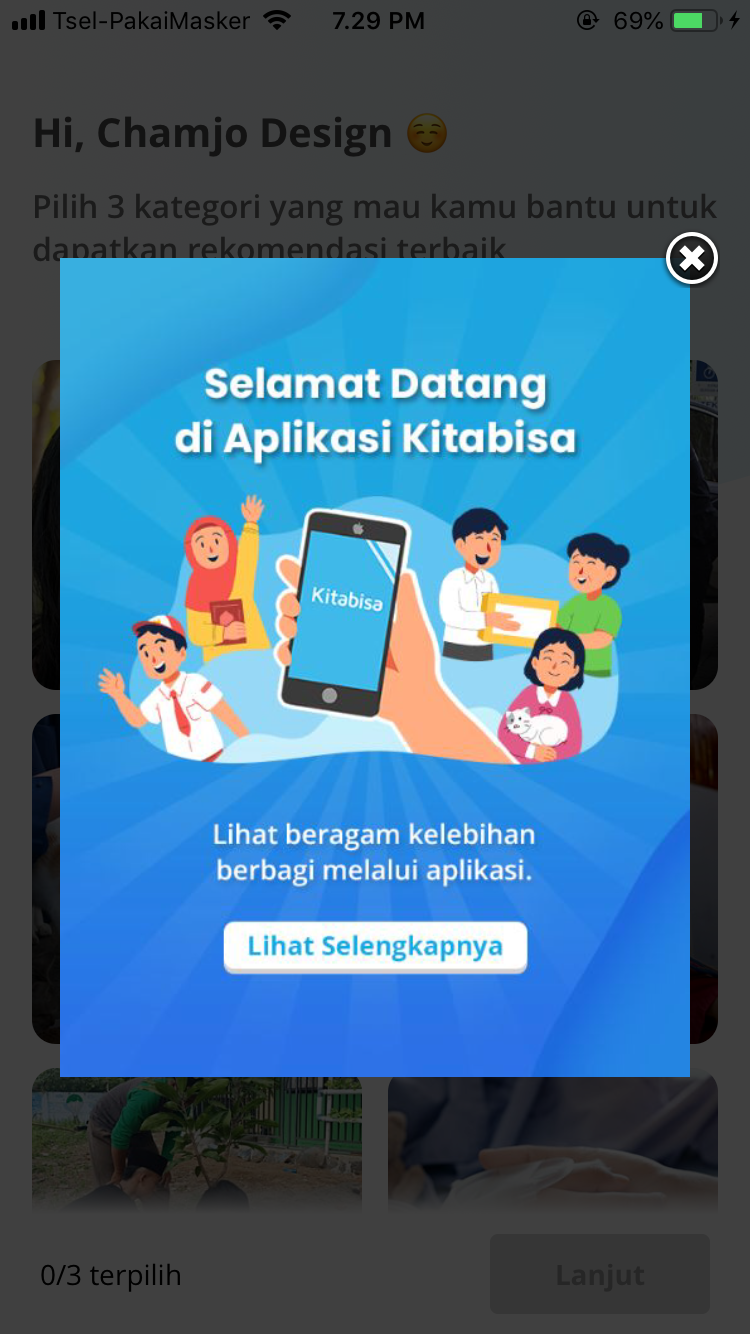 Tsel-PakaiMasker
7.29 PM
69%
Hi, Chamjo Design ☺️
Pilih 3 kategori yang mau kamu bantu untuk
dapatkan rekomendasi terbaik
Selamat Datang
di Aplikasi Kitabisa
Kitabisa
Lihat beragam kelebihan
berbagi melalui aplikasi.
Lihat Selengkapnya
0/3 terpilih
Lanjut